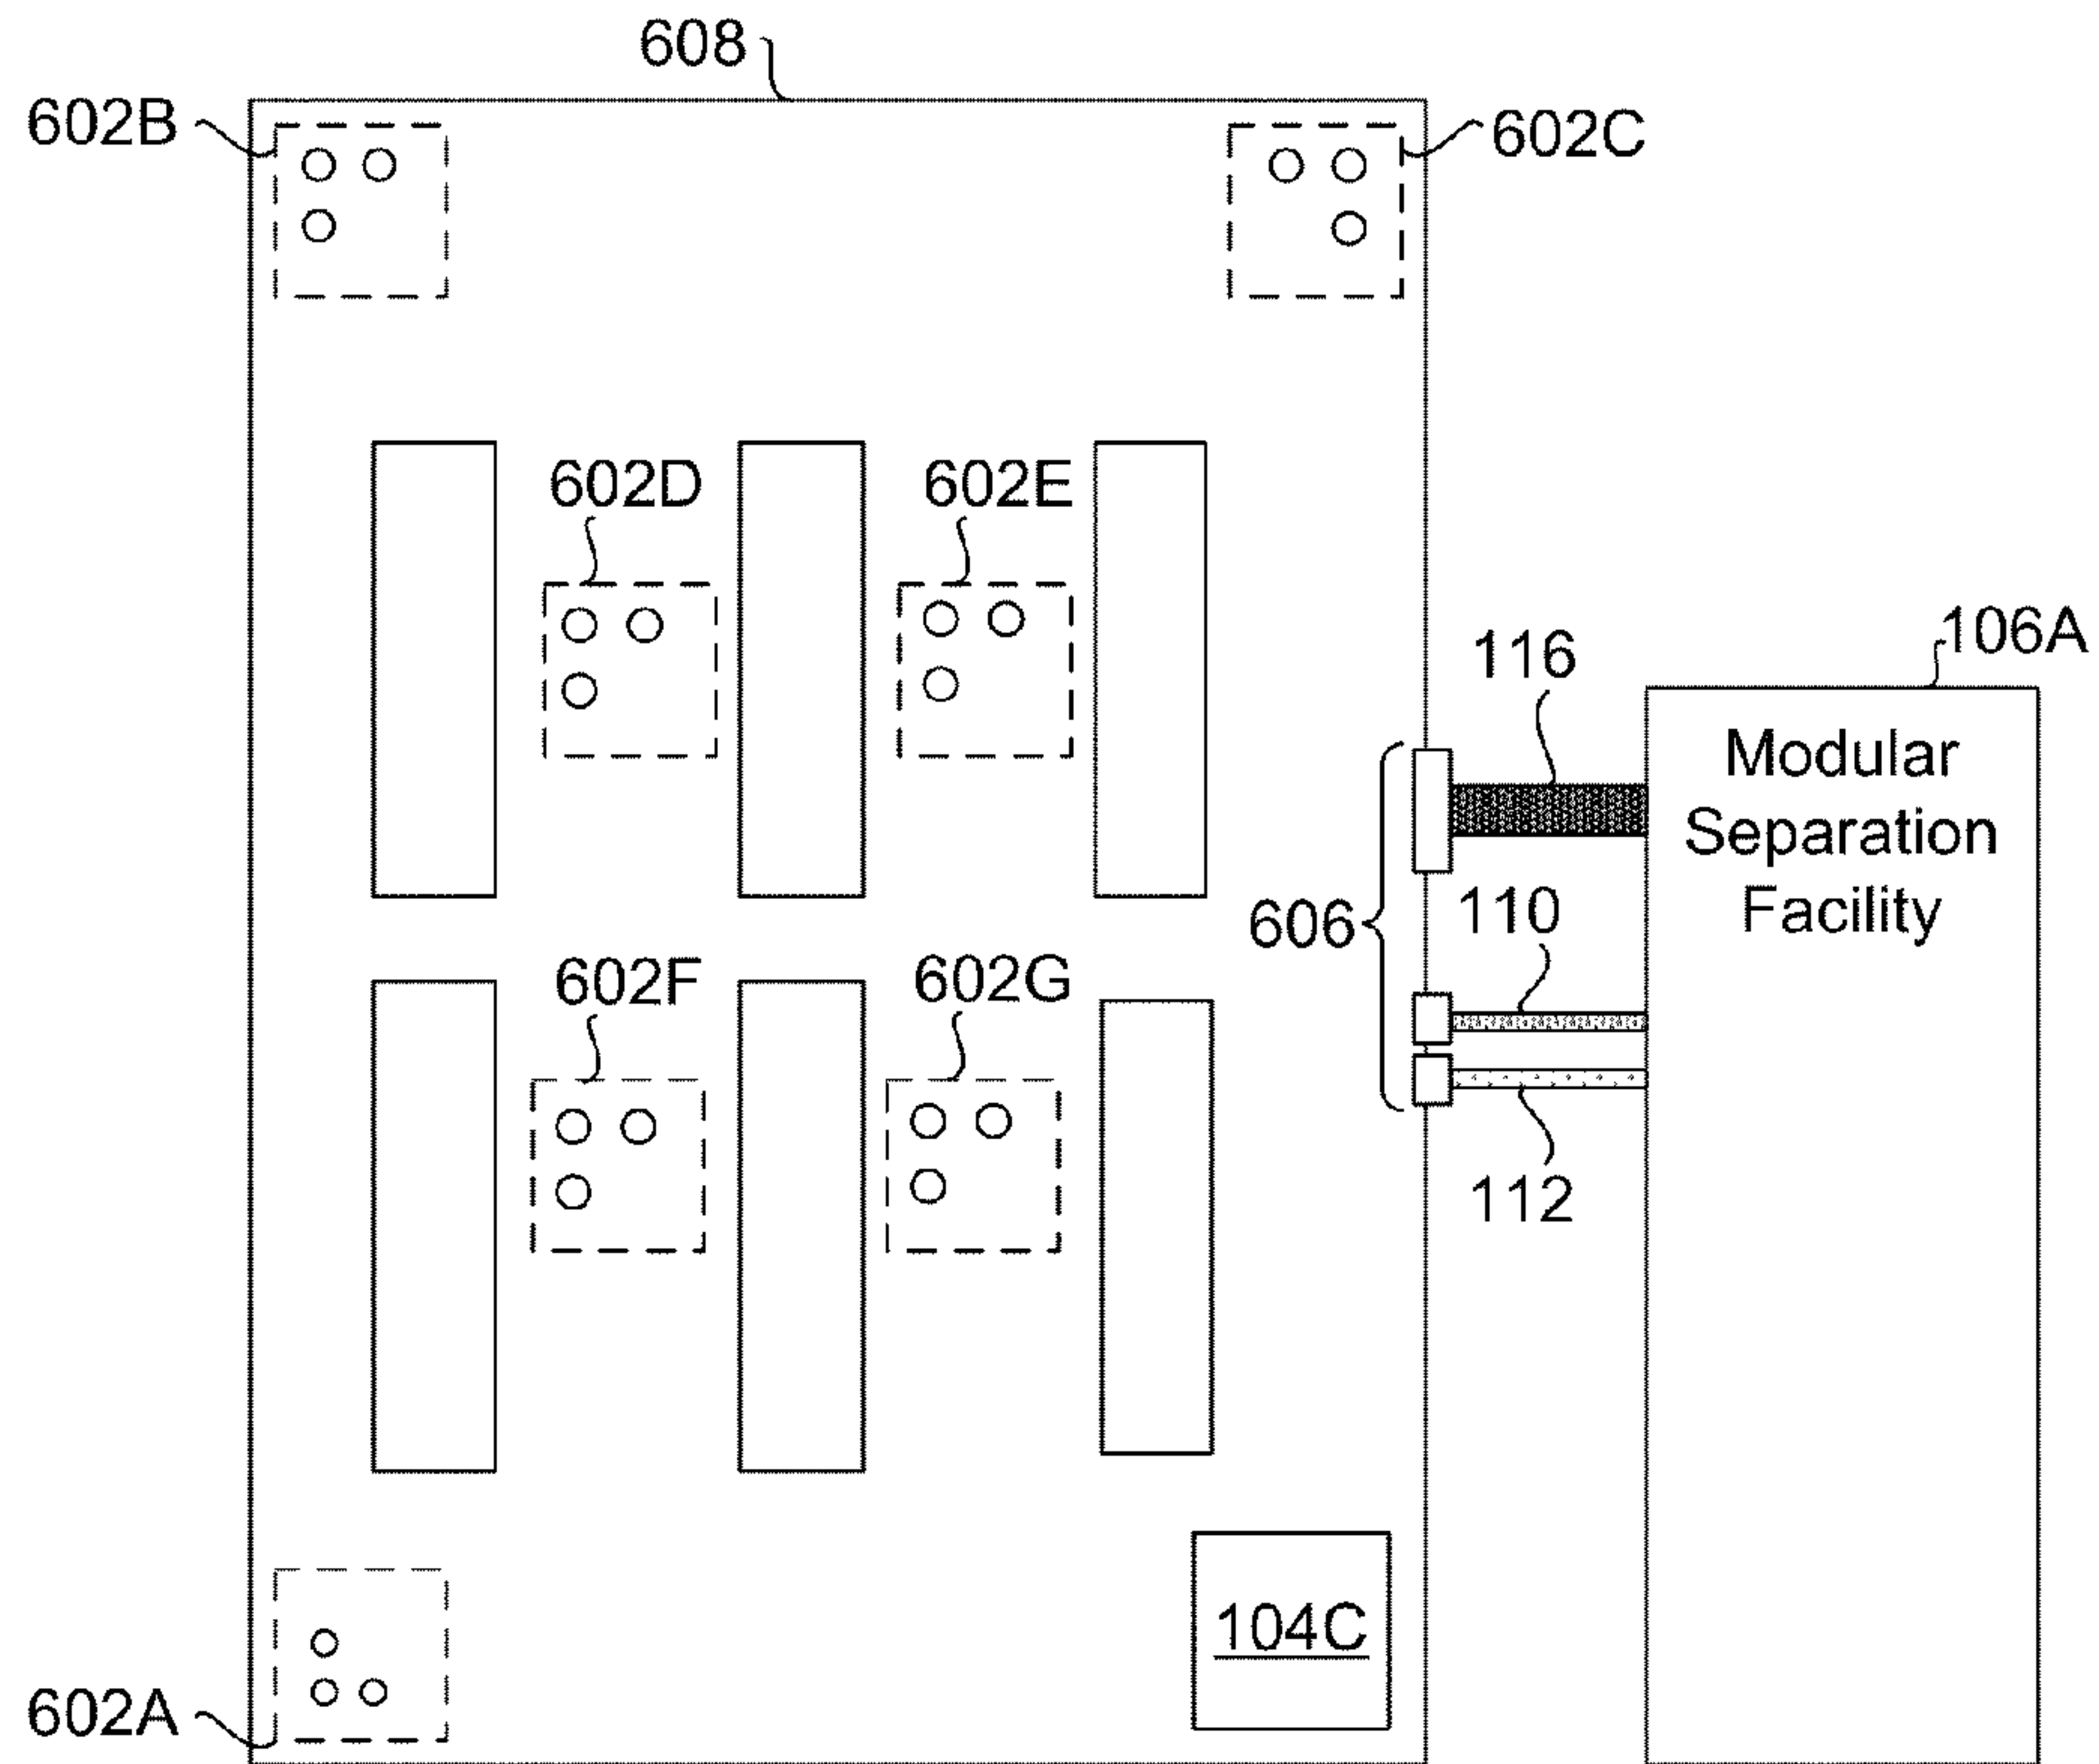 608
602B
602C
602D
602E
116
106A
Modular
Separation
Facility
606
110
602F
602G
112
104C
602A